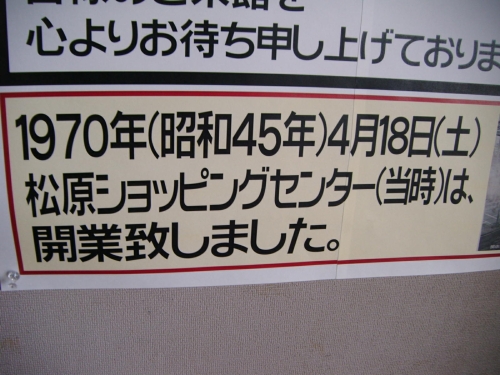 心よりお待ち申し上げておりま
1970年(昭和45年)4月18日(土)
松原ショッピングセンター(当時)は、
開業致しました。